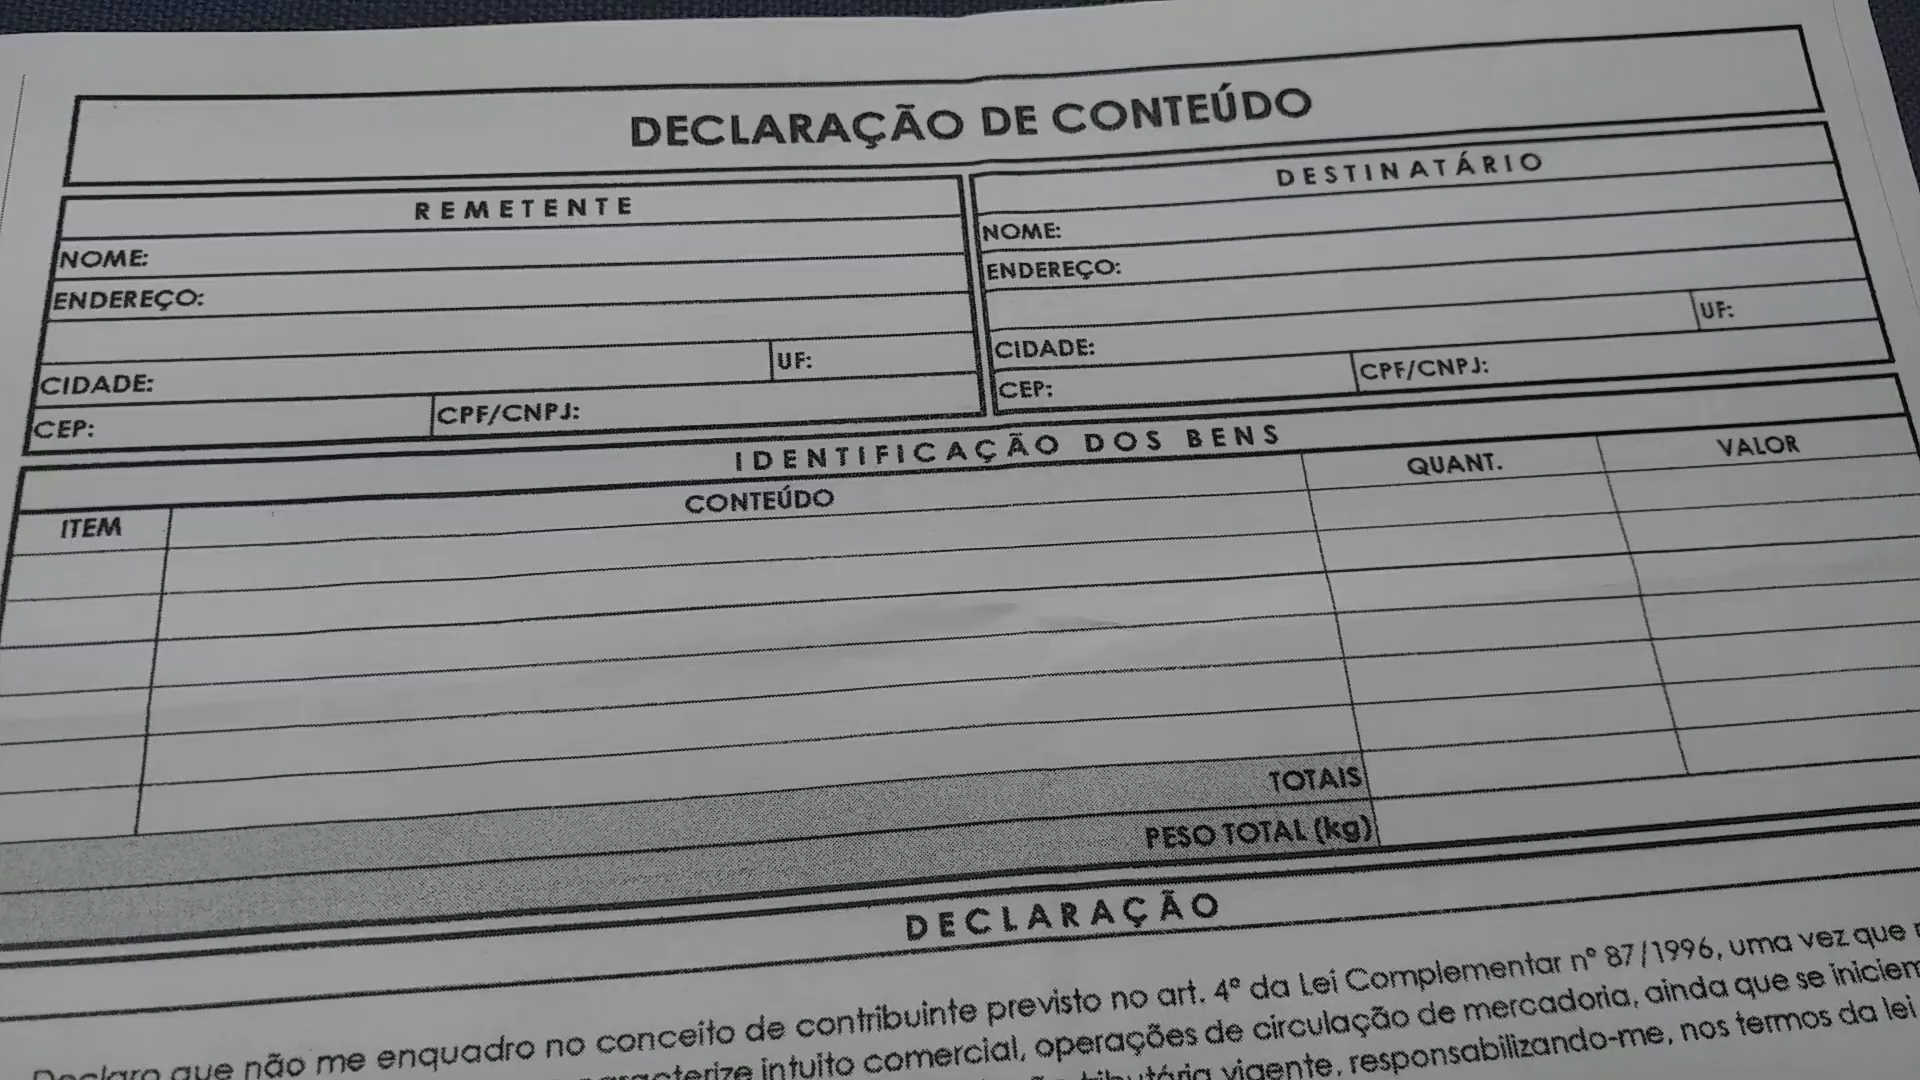 DECLARAÇÃO DE CONTEÚDO
REMETENTE
NOME:
ENDEREÇO:
CIDADE:
UF:
CEP:
CPF/CNPJ:
DESTINATÁRIO
NOME:
ENDEREÇO:
CIDADE:
UF:
CEP:
CPF/CNPJ:
IDENTIFICAÇÃO DOS BENS
ITEM CONTEÚDO QUANT. VALOR
TOTAIS
PESO TOTAL (kg)
DECLARAÇÃO
Declaro que não me enquadro no conceito de contribuinte previsto no art. 4º da Lei Complementar nº 87/1996, uma vez que
intuito comercial, operações de circulação de mercadoria, ainda que se iniciem
vigente, responsabilizando-me, nos termos da lei